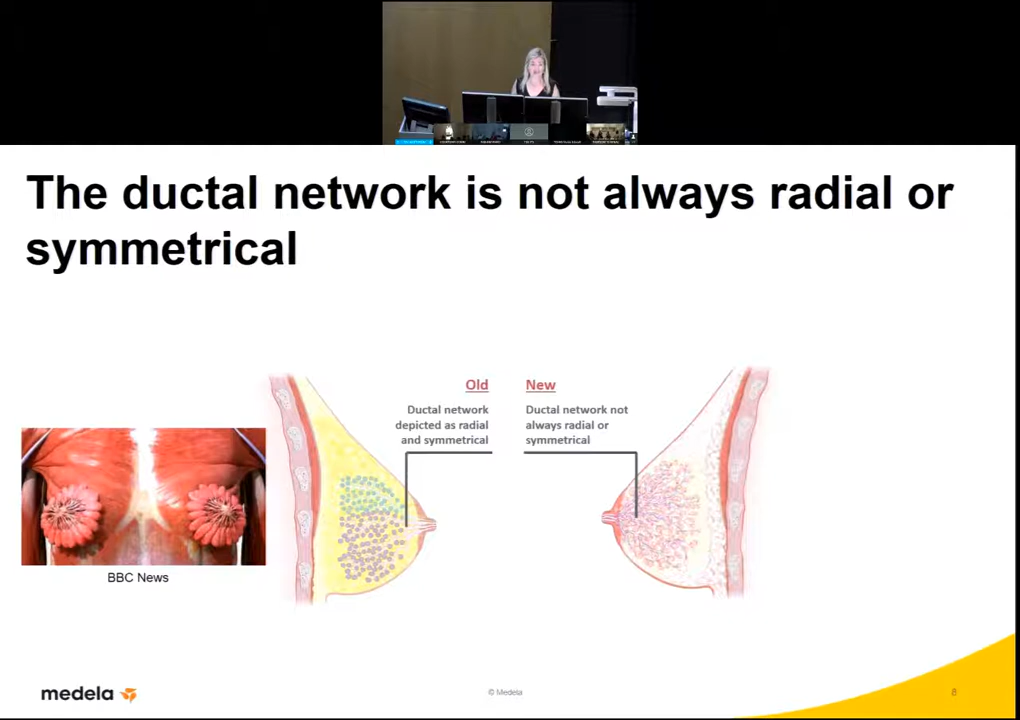 The ductal network is not always radial or
symmetrical
Old
Ductal network
depicted as radial
and symmetrical
New
Ductal network not
always radial or
symmetrical
BBC News
medela
© Medela
8